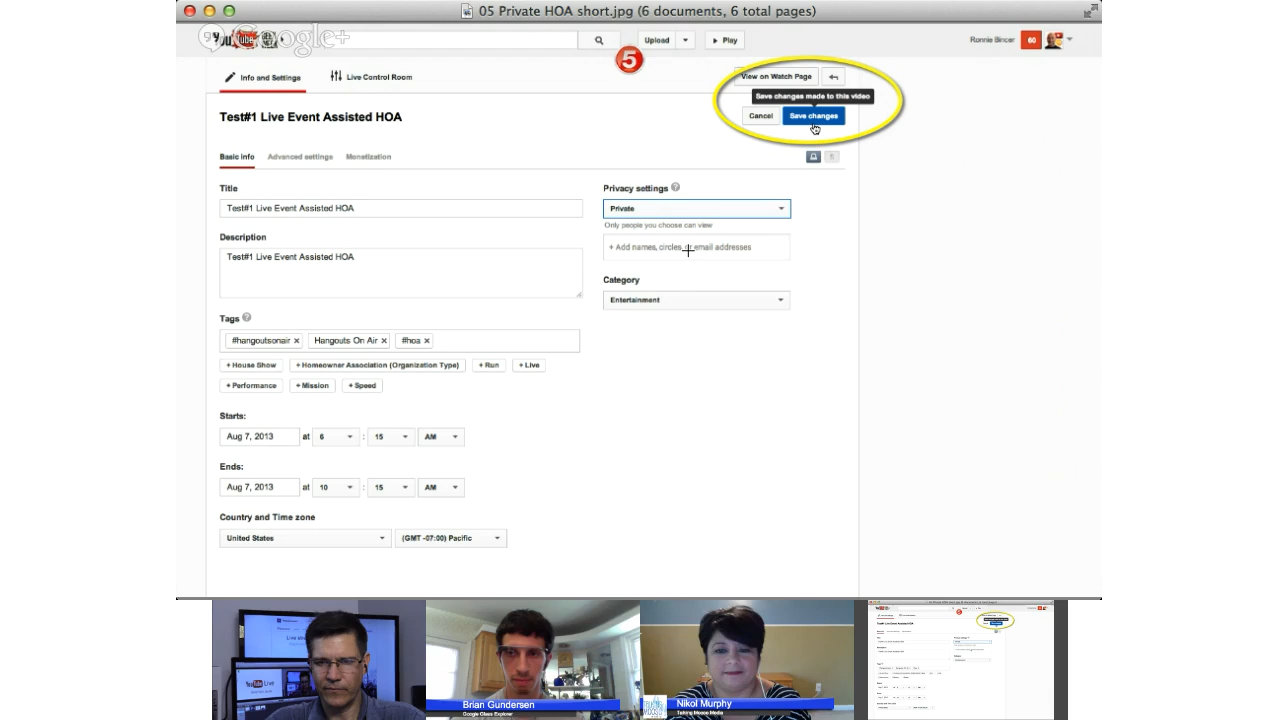 05 Private HOA short.jpg (6 documents, 6 total pages)
Google+
YouTube
Upload
Play
Ronnie Bincer
60
5
Info and Settings
Live Control Room
View on Watch Page
Save changes made to this video
Test#1 Live Event Assisted HOA
Cancel
Save changes
Basic info
Advanced settings
Monetization
Title
Test#1 Live Event Assisted HOA
Description
Test#1 Live Event Assisted HOA
Privacy settings ?
Private
Only people you choose can view
+ Add names, circles, or email addresses
Category
Entertainment
Tags ?
#hangoutsonair ×
Hangouts On Air ×
#hoa ×
+ House Show
+ Homeowner Association (Organization Type)
+ Run
+ Live
+ Performance
+ Mission
+ Speed
Starts:
Aug 7, 2013 at 6 : 15 AM
Ends:
Aug 7, 2013 at 10 : 15 AM
Country and Time zone
United States
(GMT -07:00) Pacific
YouTube Live
Brian Gundersen
Google Glass Explorer
Nikol Murphy
Talking Moose Media